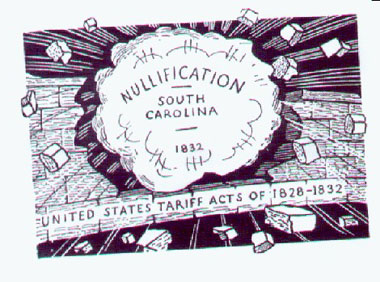 NULLIFICATION
SOUTH
CAROLINA
1832
UNITED STATES TARIFF ACTS OF 1828-1832